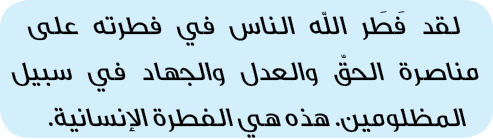 لقد فَطَر اللّه الناس في فطرته على
مناصرة الحقّ والعدل والجهاد في سبيل
المظلومين. هذه هي الفطرة الإنسانية.